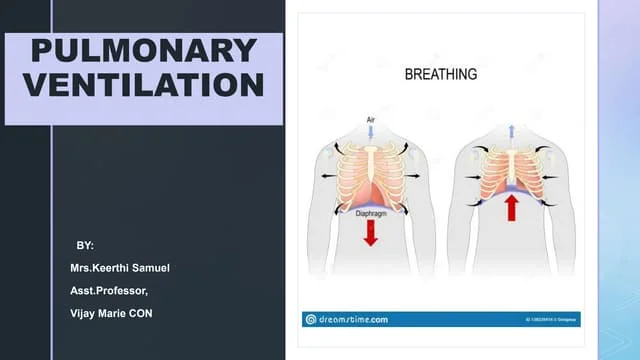 PULMONARY
VENTILATION
BY:
Mrs.Keerthi Samuel
Asst.Professor,
Vijay Marie CON
BREATHING
Air
Diaphragm
dreamstime.com